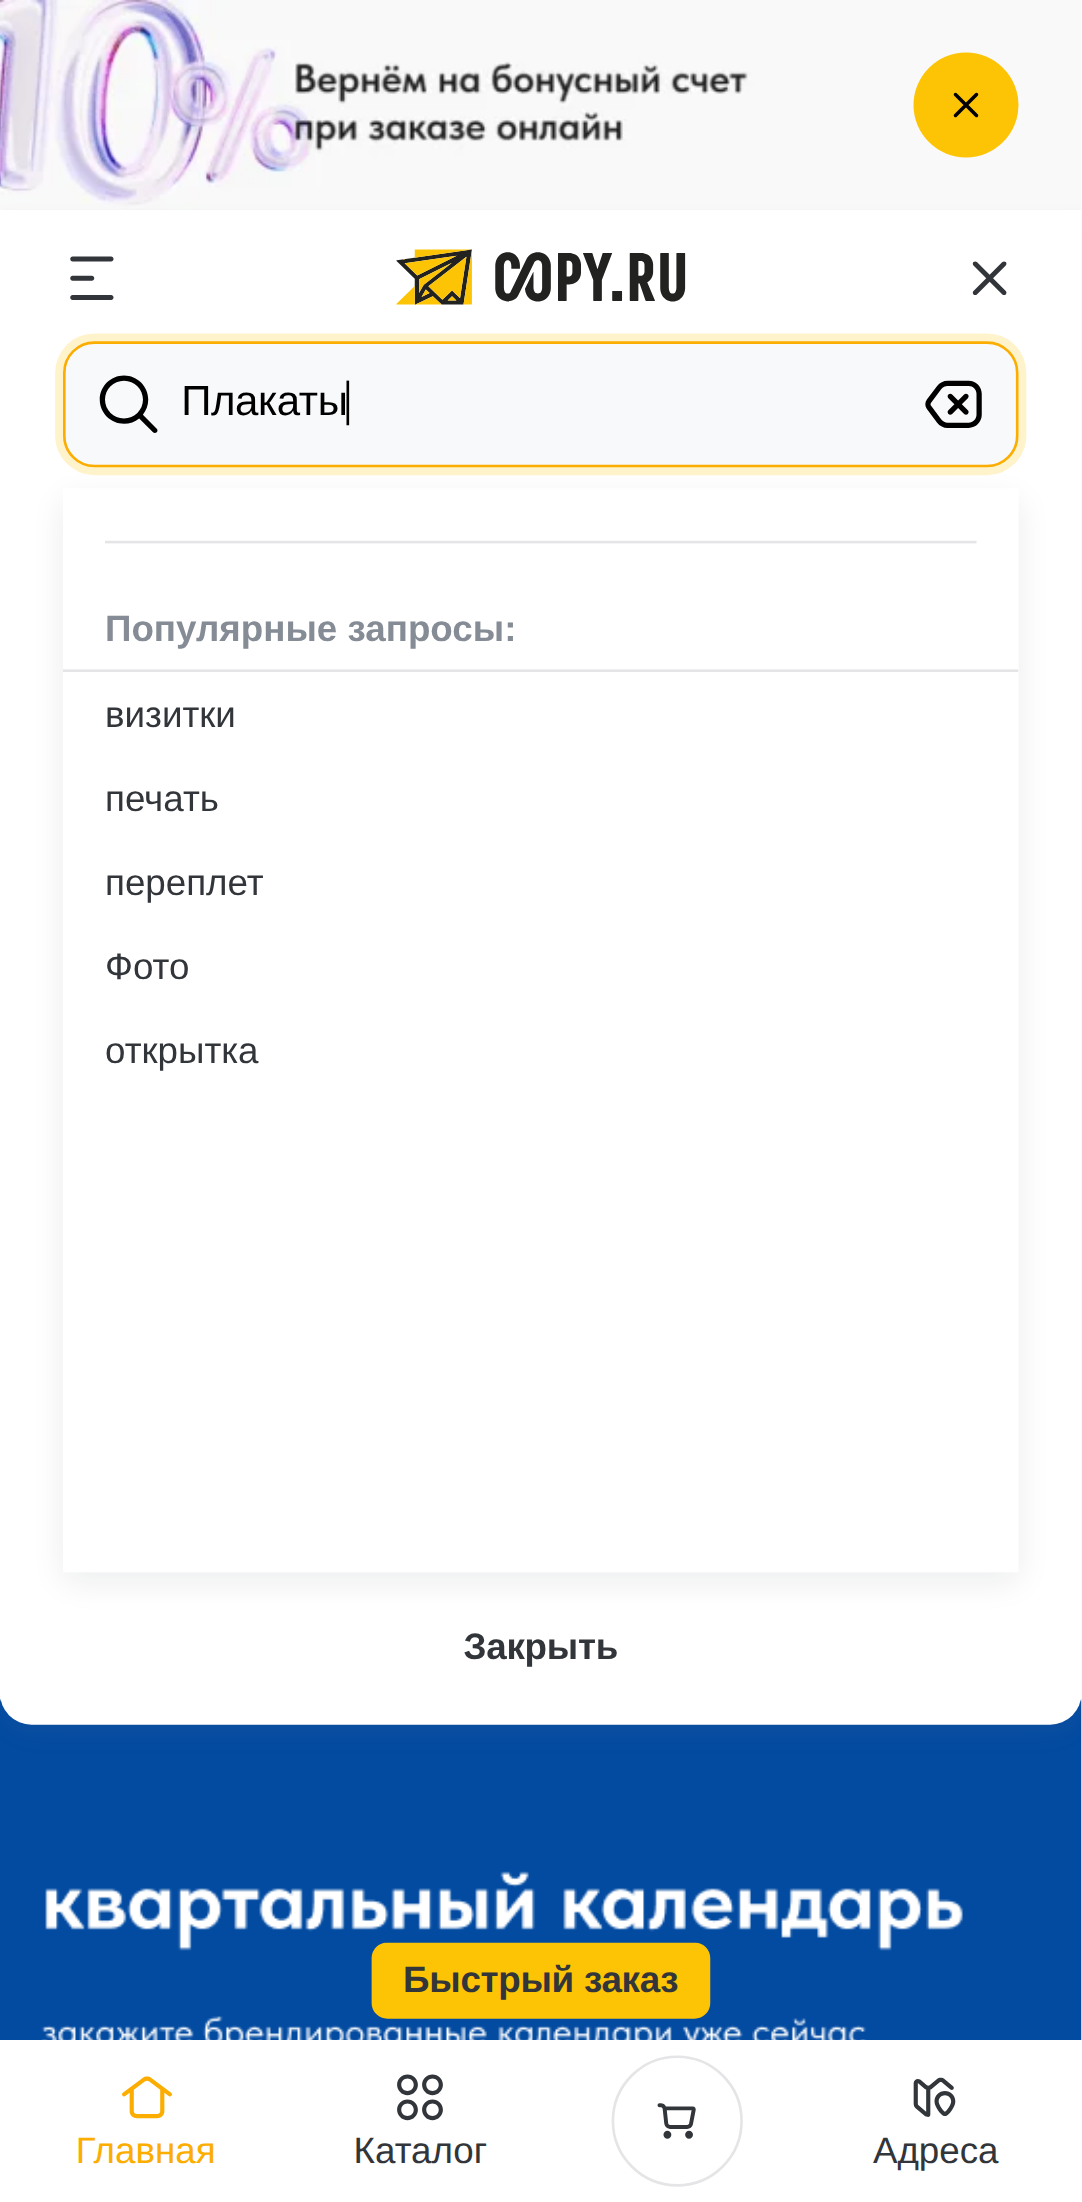 10%
Вернём на бонусный счет
при заказе онлайн
COPY.RU
Плакаты
Популярные запросы:
визитки
печать
переплет
Фото
открытка
Закрыть
квартальный календарь
Быстрый заказ
закажите брендированные календари уже сейчас
Главная
Каталог
Адреса